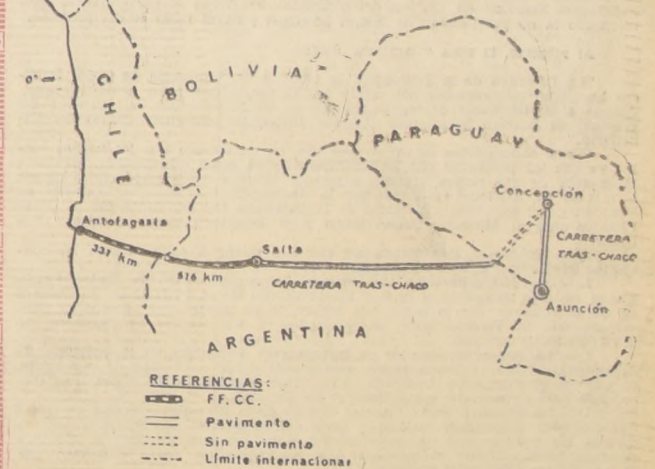 BOLIVIA
CHILE
PARAGUAY
Concepción
Antofagasta
CARRETERA
TRAS-CHACO
331 km
Salta
616 km
CARRETERA TRAS-CHACO
Asunción
ARGENTINA
REFERENCIAS:
FF. CC.
Pavimento
Sin pavimento
Límite internacional